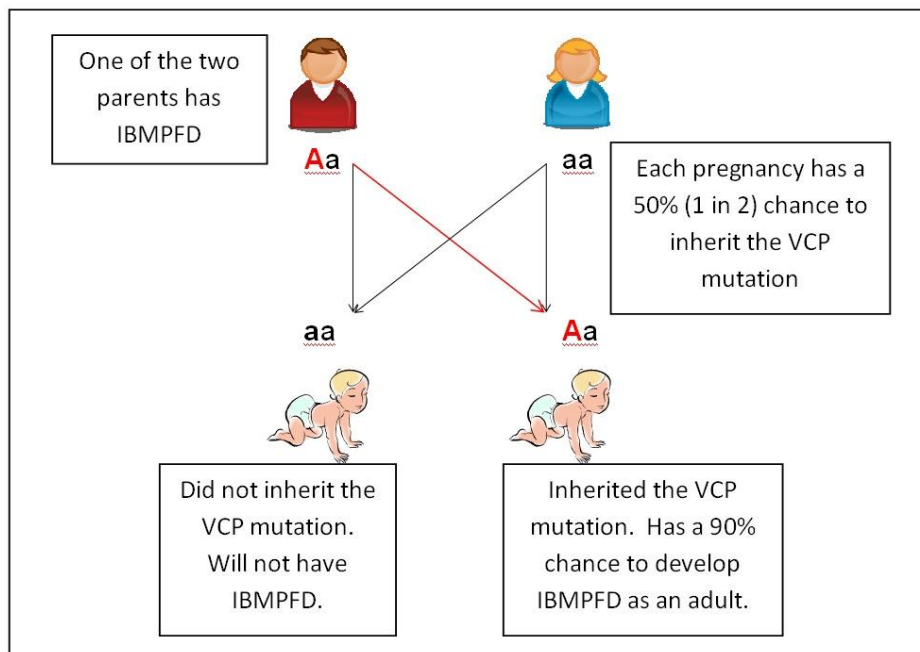 One of the two
parents has
IBMPFD
Aa
aa
Each pregnancy has a
50% (1 in 2) chance to
inherit the VCP
mutation
aa
Aa
Did not inherit the
VCP mutation.
Will not have
IBMPFD.
Inherited the VCP
mutation.  Has a 90%
chance to develop
IBMPFD as an adult.